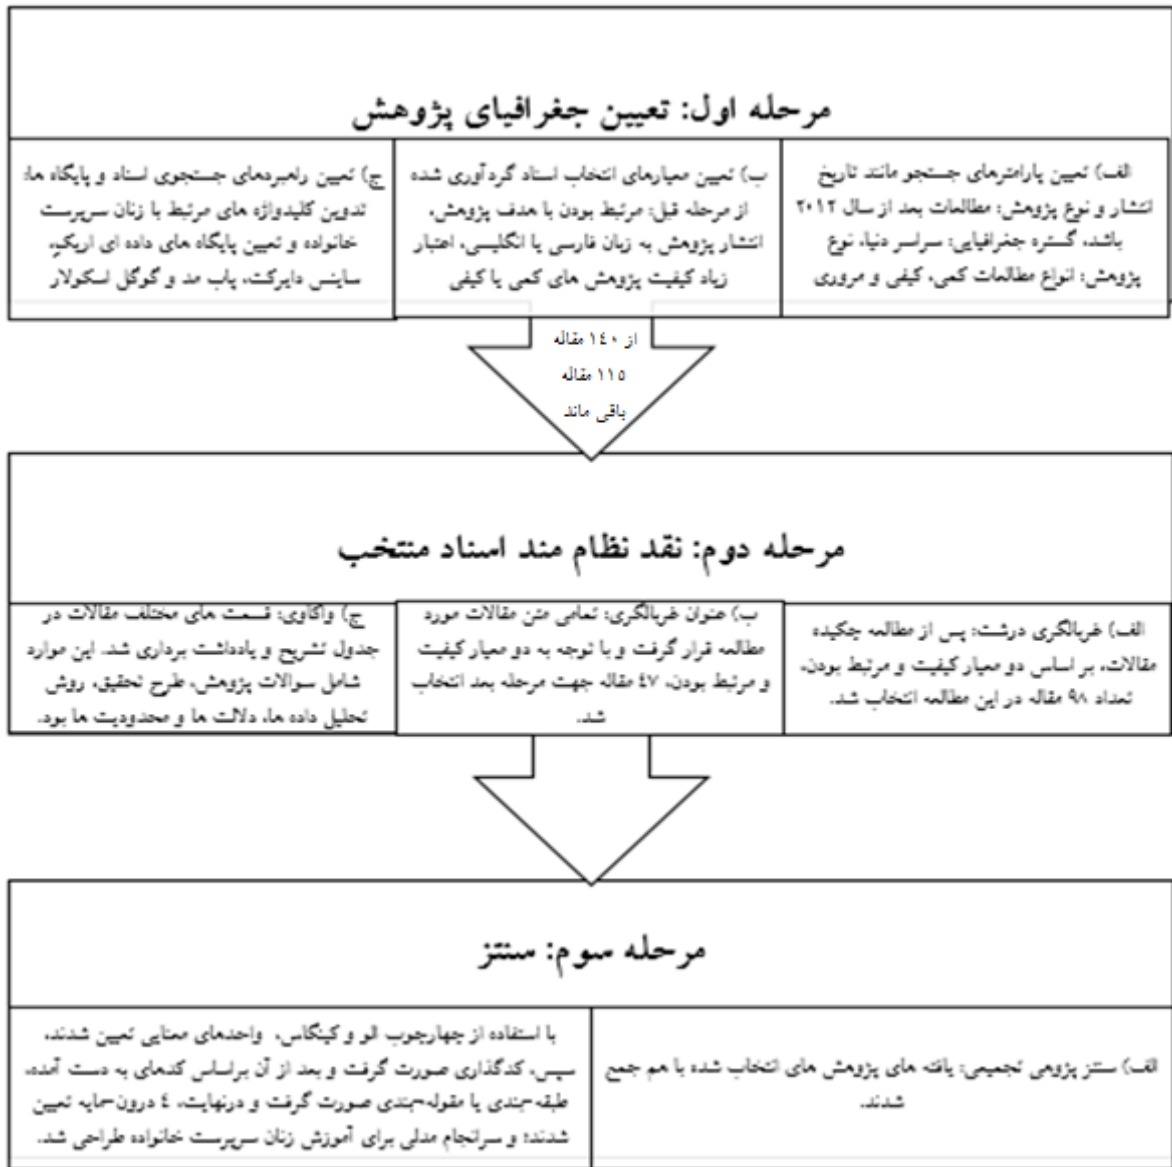 مرحله اول: تعیین جغرافیای پژوهش
الف) تعیین پارامترهای جستجو مانند تاریخ
انتشار و نوع پژوهش: مطالعات بعد از سال ۲۰۱۲
باشد، گستره جغرافیایی: سراسر دنیا، نوع
پژوهش: انواع مطالعات کمی، کیفی و مروری
ب) تعیین معیارهای انتخاب اسناد گردآوری شده
از مرحله قبل: مرتبط بودن با هدف پژوهش،
انتشار پژوهش به زبان فارسی یا انگلیسی، اعتبار
زیاد کیفیت پژوهش های کمی یا کیفی
ج) تعیین راهبردهای جستجوی اسناد و پایگاه ها:
تدوین کلیدواژه های مرتبط با زنان سرپرست
خانواده و تعیین پایگاه های داده ای اریک،
ساینس دایرکت، پاب مد و گوگل اسکولار
از ١٤٠ مقاله
١١٥ مقاله
باقی ماند
مرحله دوم: نقد نظام مند اسناد منتخب
الف) غربالگری درشت: پس از مطالعه چکیده
مقالات، بر اساس دو معیار کیفیت و مرتبط بودن،
تعداد ۹۸ مقاله در این مطالعه انتخاب شد.
ب) عنوان غربالگری: تمامی متن مقالات مورد
مطالعه قرار گرفت و با توجه به دو معیار کیفیت
و مرتبط بودن، ٤٧ مقاله جهت مرحله بعد انتخاب
شد.
ج) واکاوی: قسمت های مختلف مقالات در
جدول تشریح و یادداشت برداری شد. این موارد
شامل سوالات پژوهش، طرح تحقیق، روش
تحلیل داده ها، دلالت ها و محدودیت ها بود.
مرحله سوم: سنتز
الف) سنتز پژوهی تجمیعی: یافته های پژوهش های انتخاب شده با هم جمع
شدند.
با استفاده از چهارچوب الو و کینگاس، واحدهای معنایی تعیین شدند،
سپس، کدگذاری صورت گرفت و بعد از آن براساس کدهای به دست آمده،
طبقه‌بندی یا مقوله‌بندی صورت گرفت و درنهایت، ٤ درون‌مایه تعیین
شدند؛ و سرانجام مدلی برای آموزش زنان سرپرست خانواده طراحی شد.